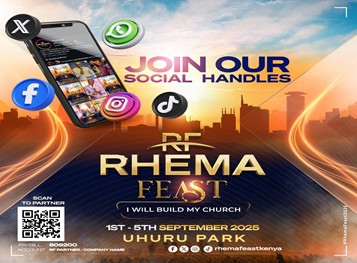 JOIN OUR
SOCIAL HANDLES
RF
RHEMA
FEAST
I WILL BUILD MY CHURCH
1ST - 5TH SEPTEMBER 2025
UHURU PARK
rhemafeastkenya
SCAN
TO PARTNER
PAYBILL 809200
ACCOUNT RF PARTNER, COMPANY NAME